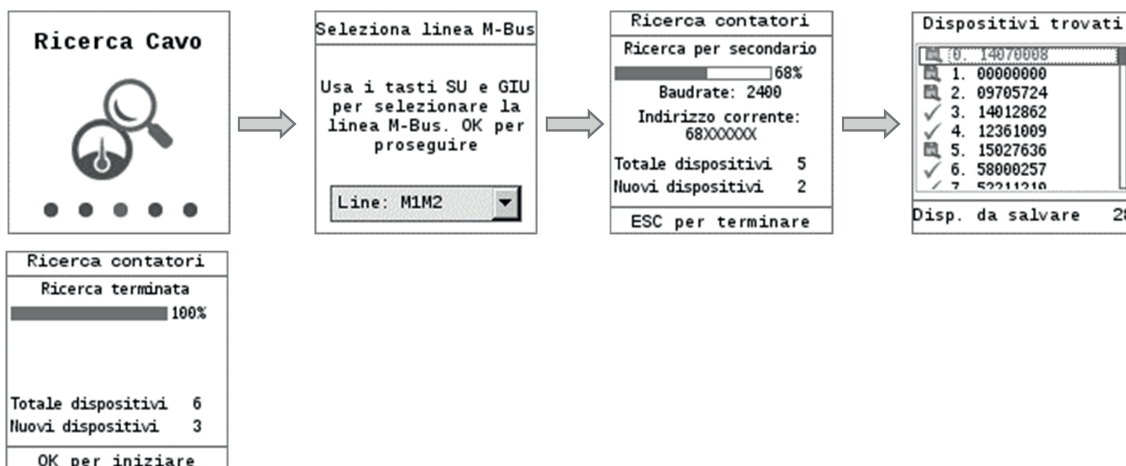 Ricerca Cavo
Seleziona linea M-Bus
Usa i tasti SU e GIU
per selezionare la
linea M-Bus. OK per
proseguire
Line: M1M2
Ricerca contatori
Ricerca per secondario
68%
Baudrate: 2400
Indirizzo corrente:
68XXXXXX
Totale dispositivi 5
Nuovi dispositivi 2
ESC per terminare
Dispositivi trovati
0. 14070008
1. 00000000
2. 09705724
3. 14012862
4. 12361009
5. 15027636
6. 58000257
7. 52211210
Disp. da salvare 28
Ricerca contatori
Ricerca terminata
100%
Totale dispositivi 6
Nuovi dispositivi 3
OK per iniziare